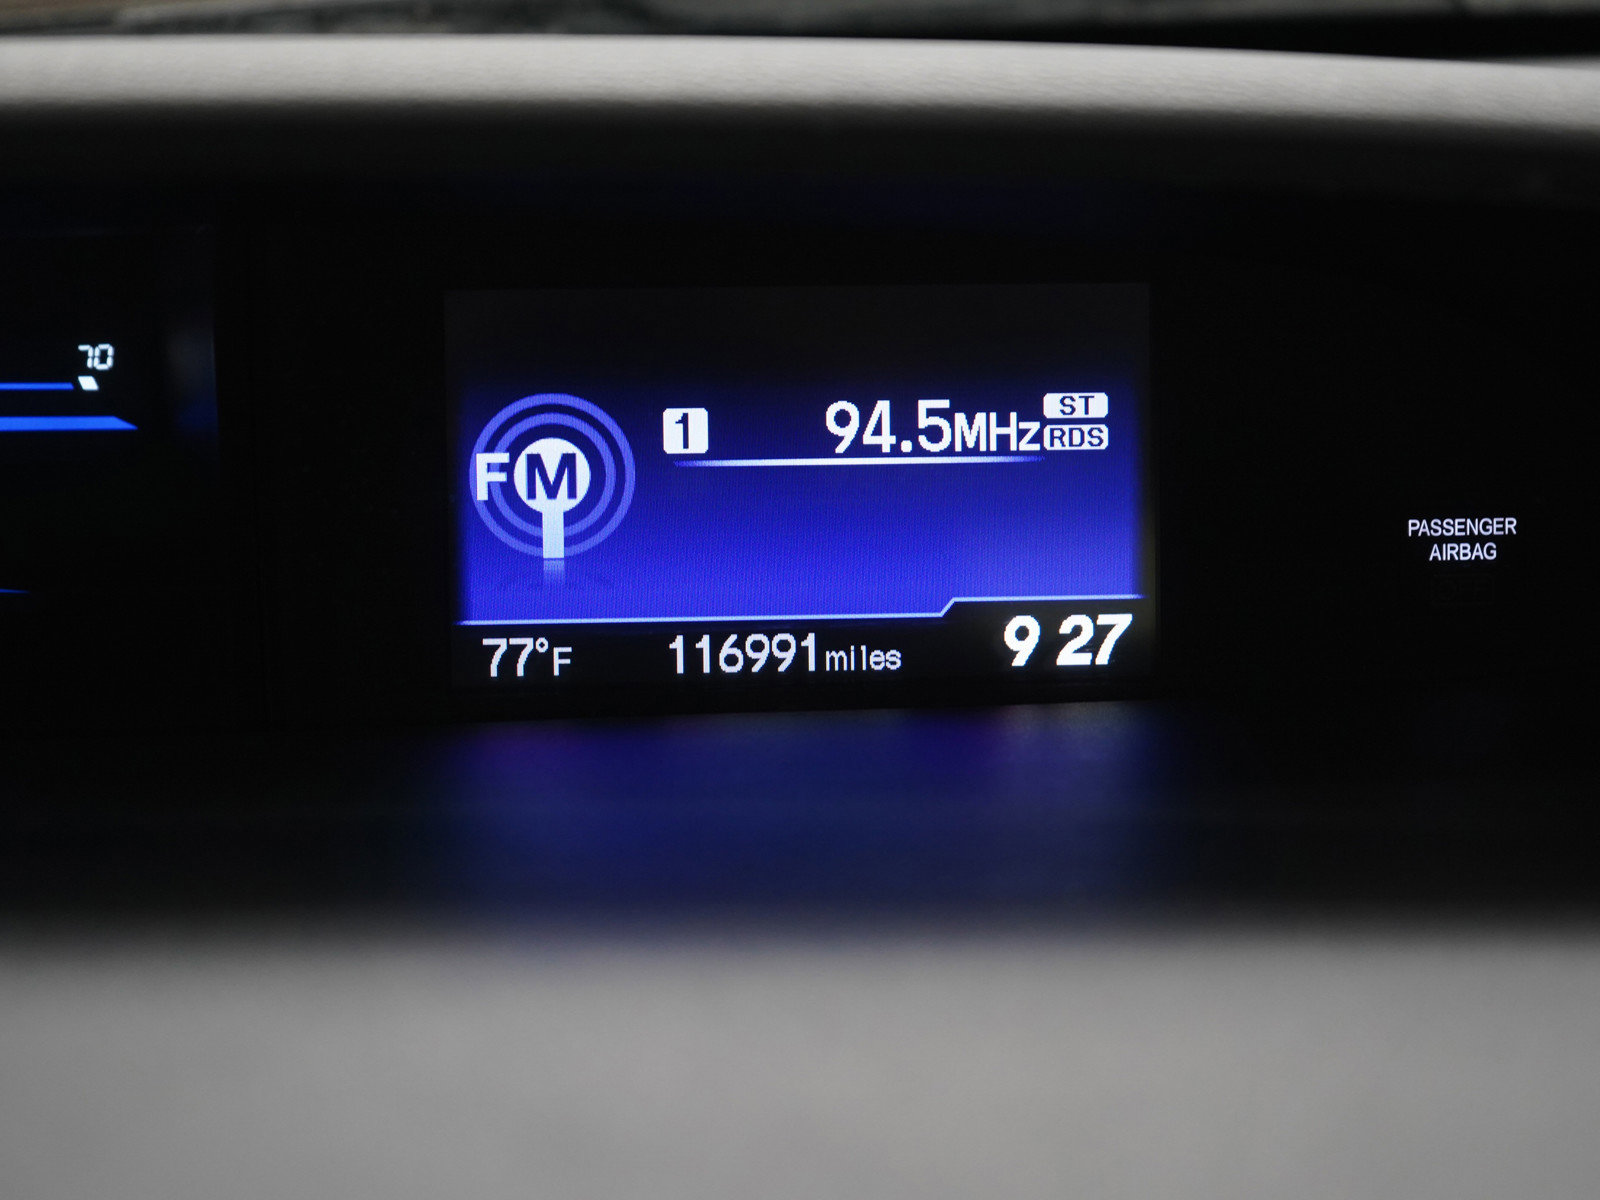 70
FM
1 94.5MHz ST
RDS
PASSENGER
AIRBAG
77°F 116991miles 9 27